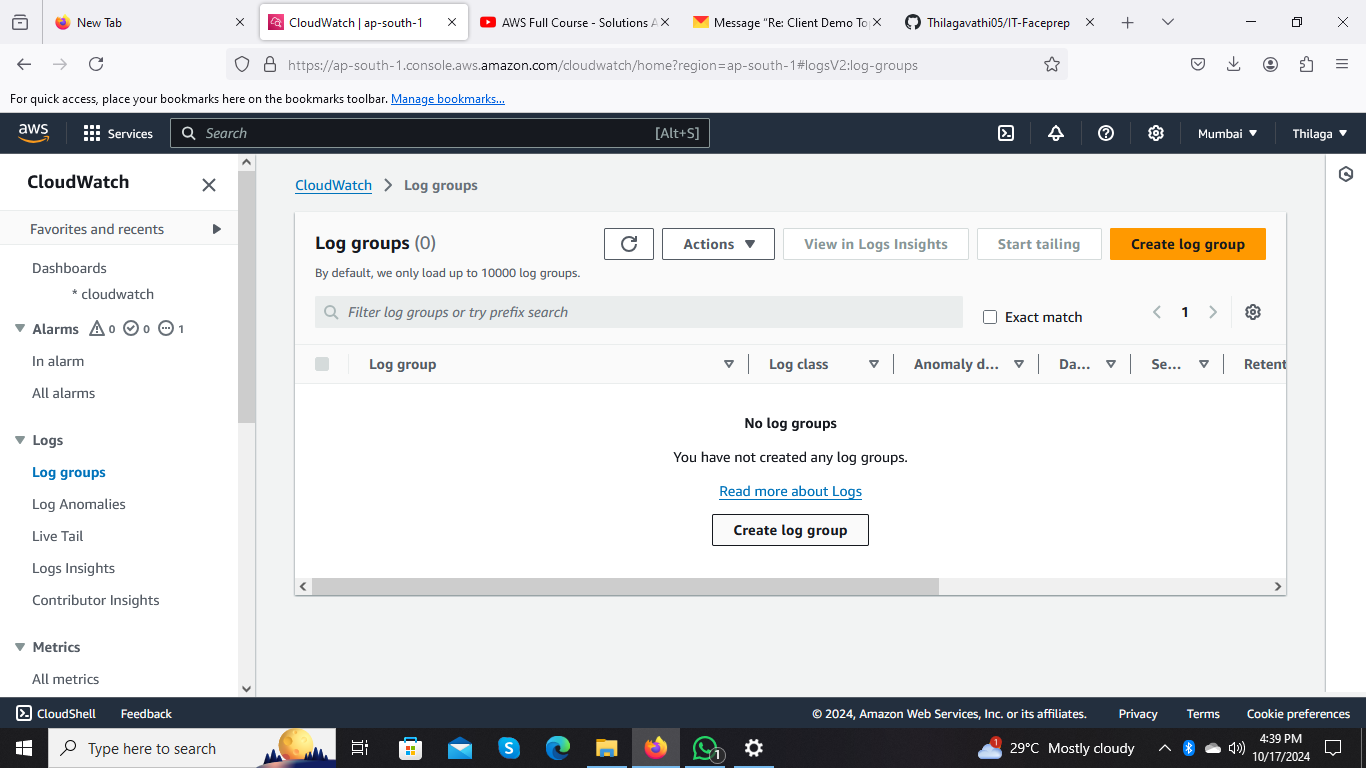 New Tab
CloudWatch | ap-south-1
AWS Full Course - Solutions A
Message "Re: Client Demo To
Thilagavathi05/IT-Faceprep
https://ap-south-1.console.aws.amazon.com/cloudwatch/home?region=ap-south-1#logsV2:log-groups
For quick access, place your bookmarks here on the bookmarks toolbar. Manage bookmarks...
aws
Services
Search
[Alt+S]
Mumbai
Thilaga
CloudWatch
Favorites and recents
Dashboards
* cloudwatch
Alarms 0 0 1
In alarm
All alarms
Logs
Log groups
Log Anomalies
Live Tail
Logs Insights
Contributor Insights
Metrics
All metrics
CloudWatch
Log groups
Log groups (0)
Actions
View in Logs Insights
Start tailing
Create log group
By default, we only load up to 10000 log groups.
Filter log groups or try prefix search
Exact match
1
Log group
Log class
Anomaly d...
Da...
Se...
Retent
No log groups
You have not created any log groups.
Read more about Logs
Create log group
CloudShell
Feedback
© 2024, Amazon Web Services, Inc. or its affiliates.
Privacy
Terms
Cookie preferences
Type here to search
1
29°C Mostly cloudy
1
4:39 PM
10/17/2024